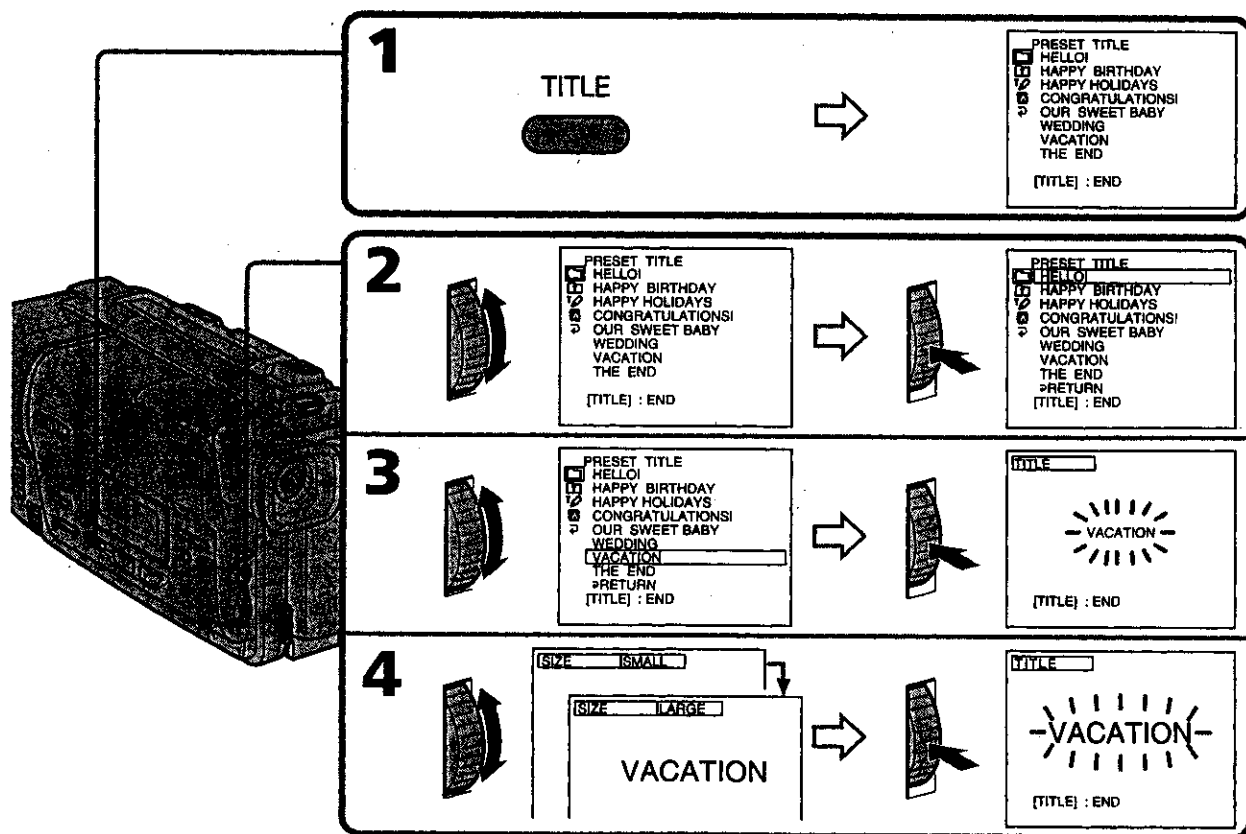 1
TITLE
PRESET TITLE
HELLO!
HAPPY BIRTHDAY
HAPPY HOLIDAYS
CONGRATULATIONS!
OUR SWEET BABY
WEDDING
VACATION
THE END
[TITLE] : END
2
PRESET TITLE
HELLO!
HAPPY BIRTHDAY
HAPPY HOLIDAYS
CONGRATULATIONS!
OUR SWEET BABY
WEDDING
VACATION
THE END
[TITLE] : END
PRESET TITLE
HELLO!
HAPPY BIRTHDAY
HAPPY HOLIDAYS
CONGRATULATIONS!
OUR SWEET BABY
WEDDING
VACATION
THE END
RETURN
[TITLE] : END
3
PRESET TITLE
HELLO!
HAPPY BIRTHDAY
HAPPY HOLIDAYS
CONGRATULATIONS!
OUR SWEET BABY
WEDDING
VACATION
THE END
RETURN
[TITLE] : END
TITLE
VACATION
[TITLE] : END
4
SIZE SMALL
SIZE LARGE
VACATION
TITLE
VACATION
[TITLE] : END